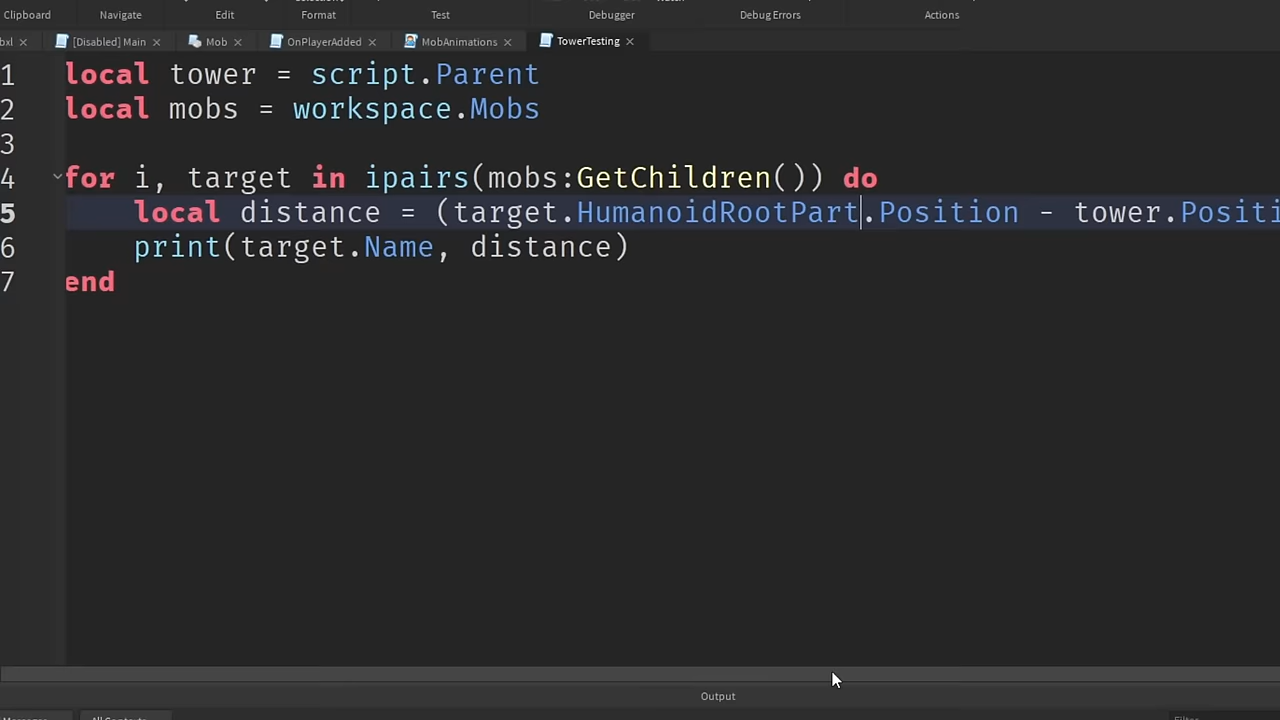 Clipboard Navigate Edit Format Test Debugger Debug Errors Actions
bxl [Disabled] Main Mob OnPlayerAdded MobAnimations TowerTesting
1 local tower = script.Parent
2 local mobs = workspace.Mobs
3
4 for i, target in ipairs(mobs:GetChildren()) do
5 local distance = (target.HumanoidRootPart.Position - tower.Positi
6 print(target.Name, distance)
7 end
Output